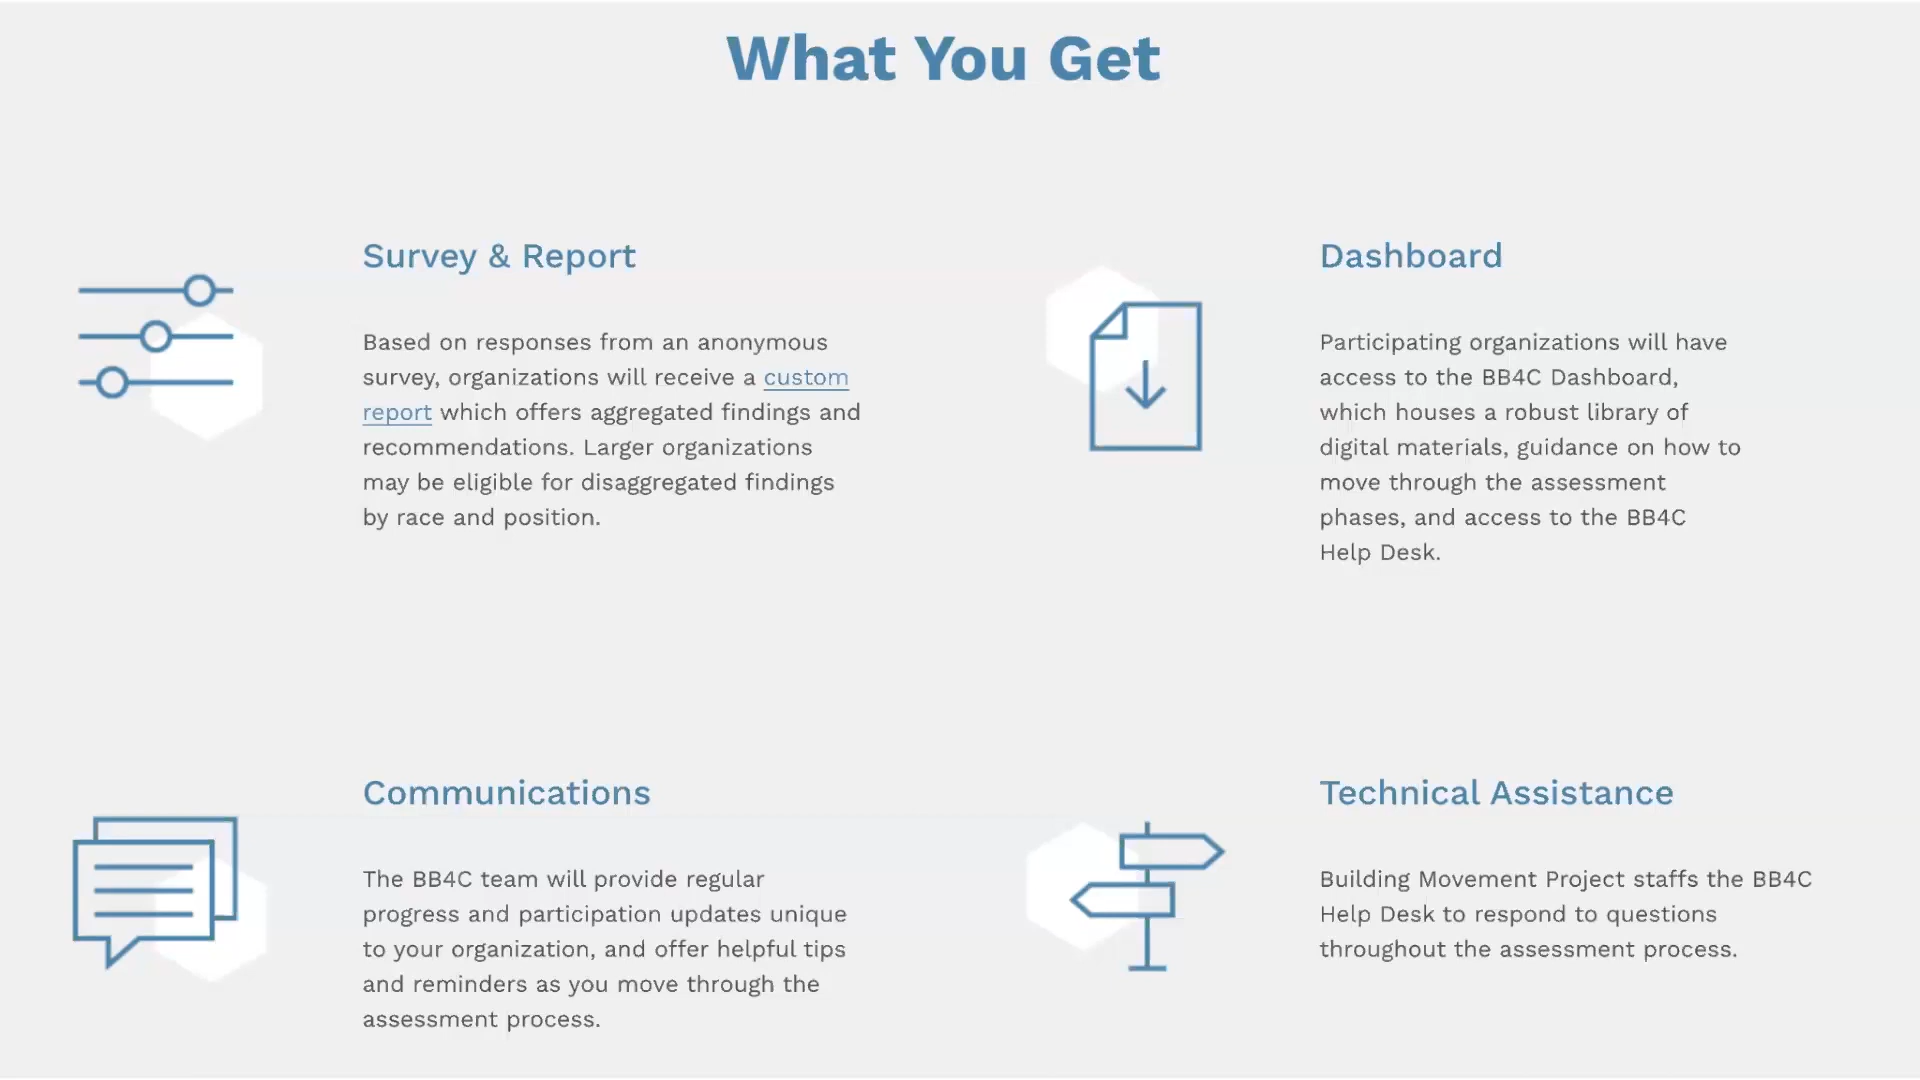 What You Get
Survey & Report
Based on responses from an anonymous
survey, organizations will receive a custom
report which offers aggregated findings and
recommendations. Larger organizations
may be eligible for disaggregated findings
by race and position.
Dashboard
Participating organizations will have
access to the BB4C Dashboard,
which houses a robust library of
digital materials, guidance on how to
move through the assessment
phases, and access to the BB4C
Help Desk.
Communications
The BB4C team will provide regular
progress and participation updates unique
to your organization, and offer helpful tips
and reminders as you move through the
assessment process.
Technical Assistance
Building Movement Project staffs the BB4C
Help Desk to respond to questions
throughout the assessment process.